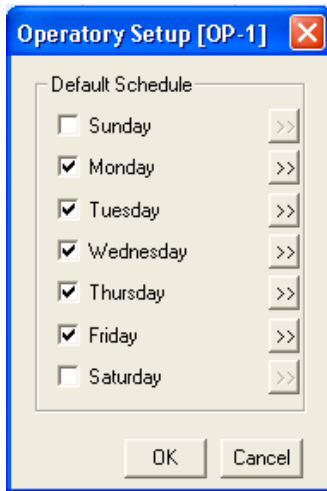 Operatory Setup [OP-1]
Default Schedule
Sunday >>
Monday >>
Tuesday >>
Wednesday >>
Thursday >>
Friday >>
Saturday >>
OK Cancel